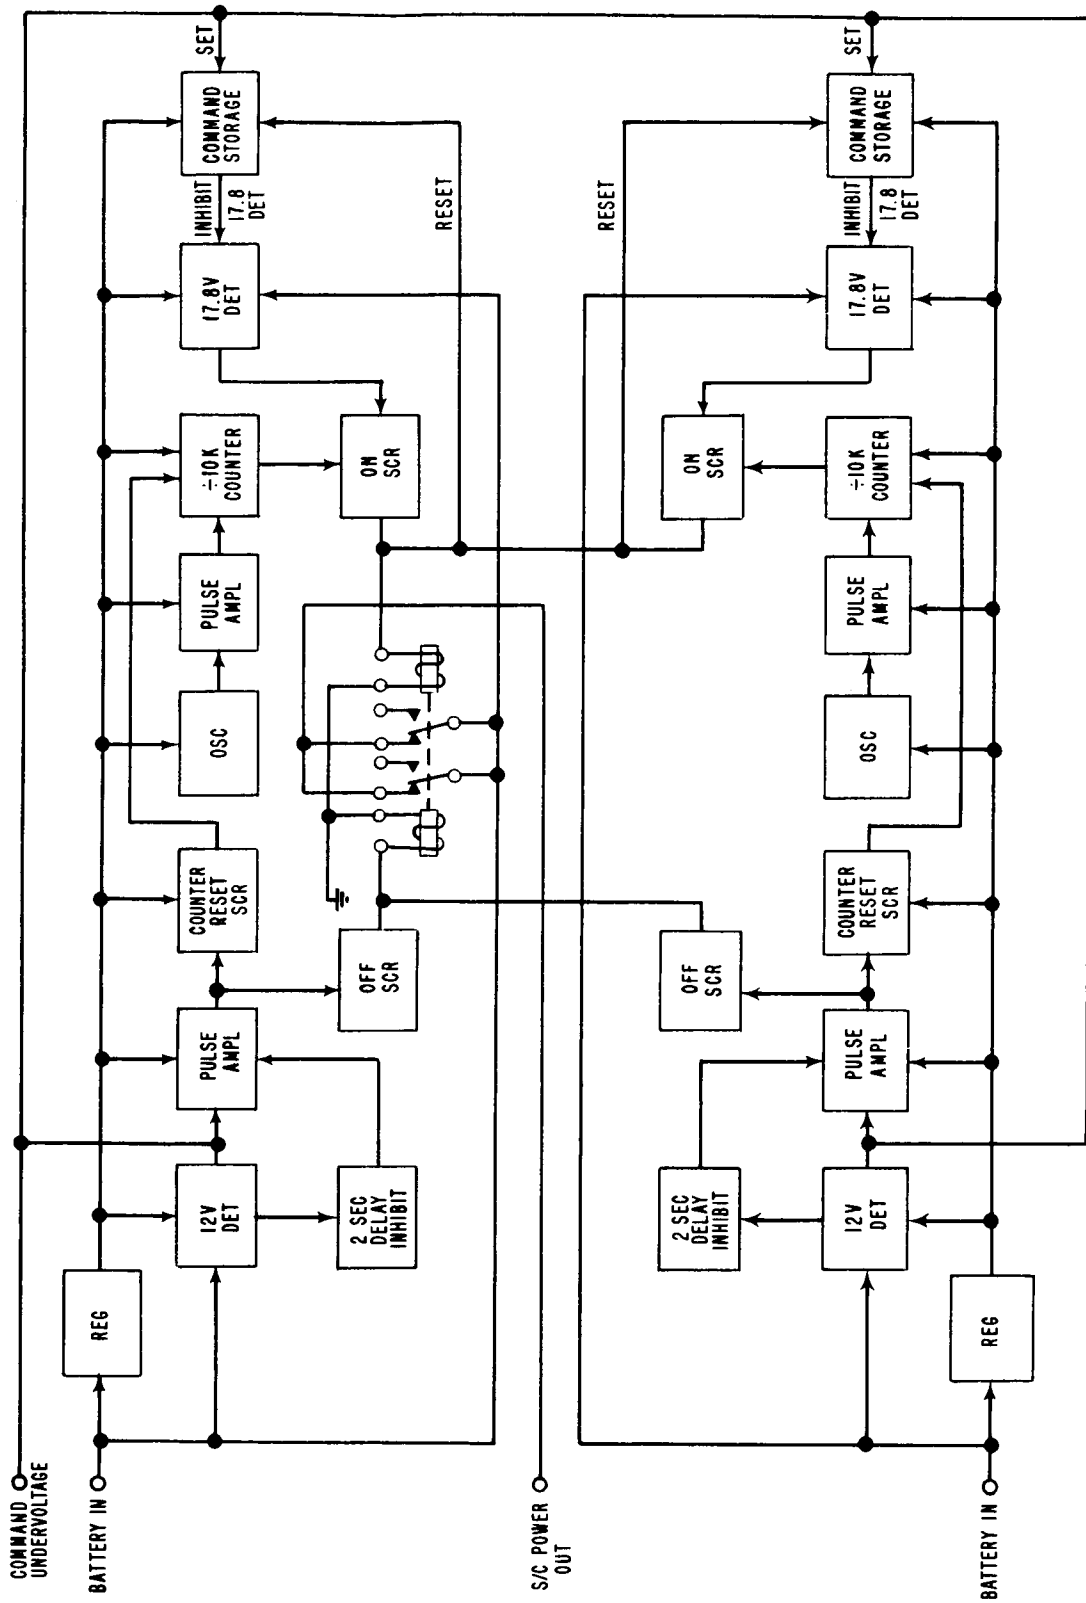 COMMAND
UNDERVOLTAGE
BATTERY IN
REG
12V
DET
PULSE
AMPL
COUNTER
RESET
SCR
OSC
PULSE
AMPL
÷10K
COUNTER
17.8V
DET
INHIBIT
17.8
DET
COMMAND
STORAGE
SET
2 SEC
DELAY
INHIBIT
OFF
SCR
ON
SCR
RESET
S/C POWER
OUT
RESET
2 SEC
DELAY
INHIBIT
OFF
SCR
ON
SCR
12V
DET
PULSE
AMPL
COUNTER
RESET
SCR
OSC
PULSE
AMPL
÷10K
COUNTER
17.8V
DET
INHIBIT
17.8
DET
COMMAND
STORAGE
SET
REG
BATTERY IN